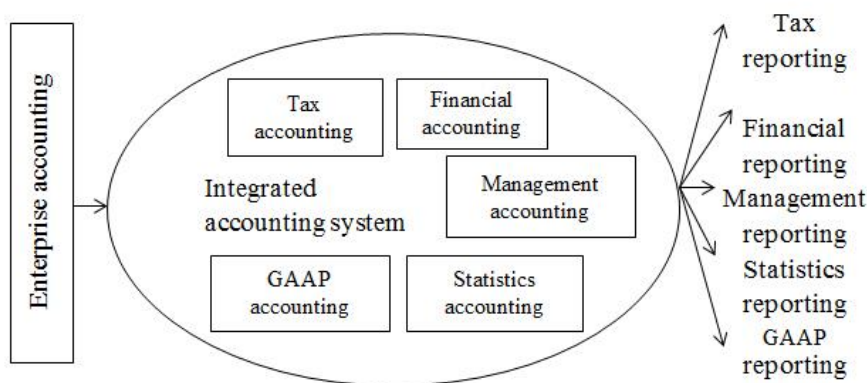 Enterprise accounting
Tax
accounting
Financial
accounting
Integrated
accounting system
Management
accounting
GAAP
accounting
Statistics
accounting
Tax
reporting
Financial
reporting
Management
reporting
Statistics
reporting
GAAP
reporting